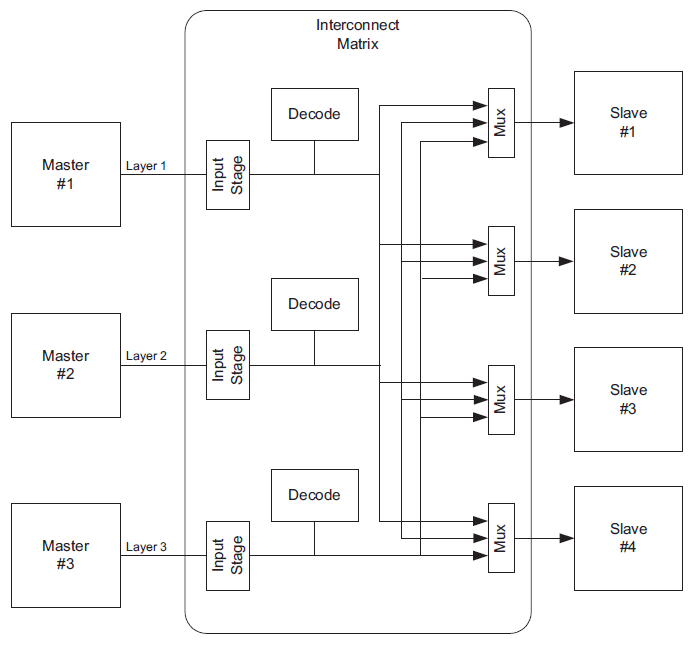 Interconnect
Matrix
Decode
Mux
Slave
#1
Master
#1
Layer 1
Input
Stage
Slave
#2
Mux
Decode
Master
#2
Layer 2
Input
Stage
Slave
#3
Mux
Decode
Master
#3
Layer 3
Input
Stage
Mux
Slave
#4